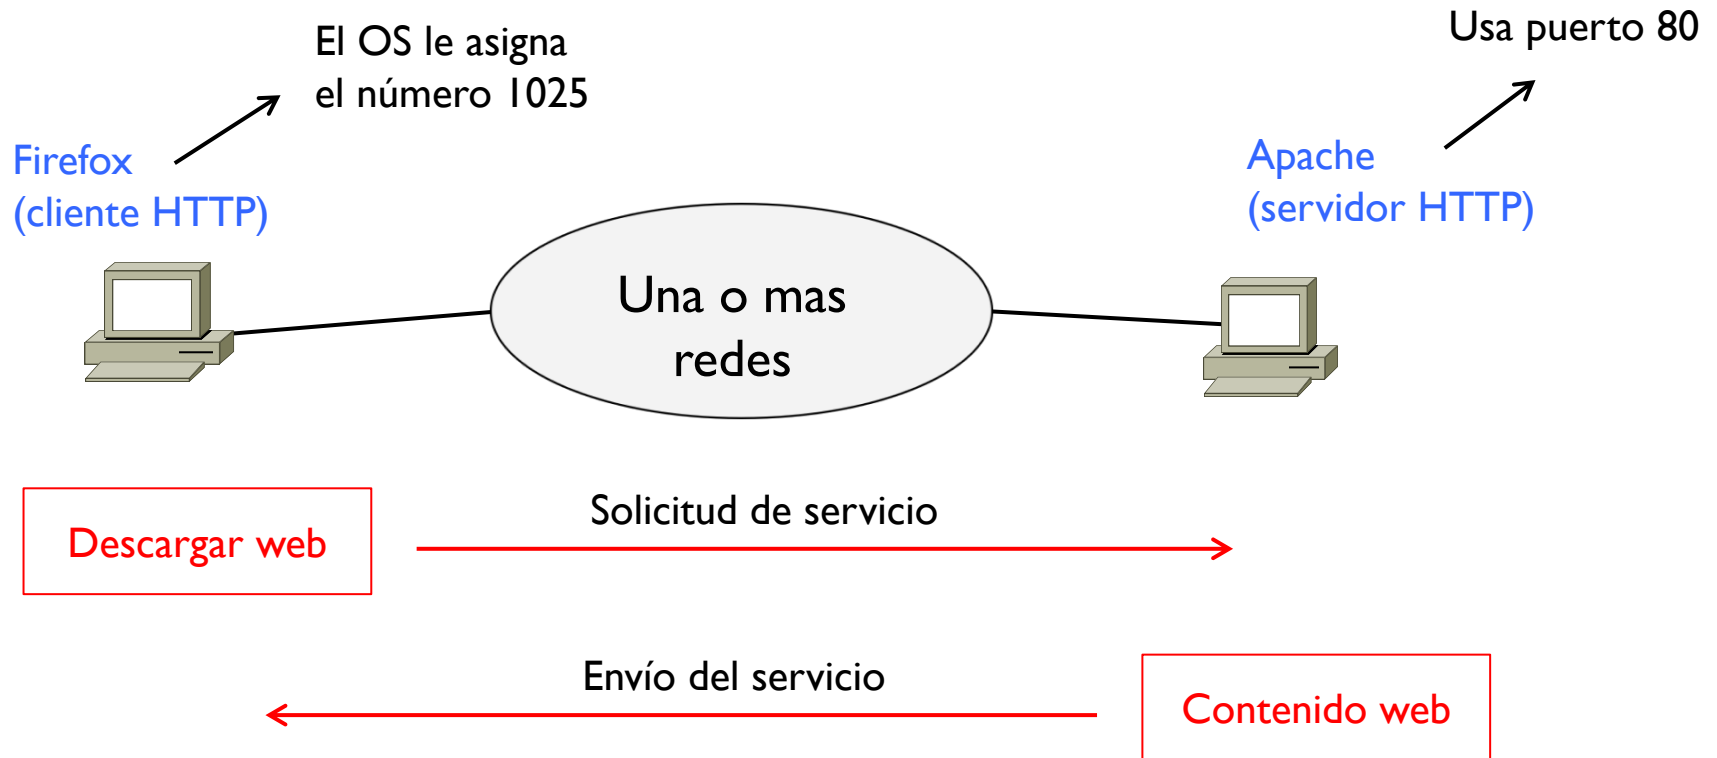 El OS le asigna
el número 1025
Usa puerto 80
Firefox
(cliente HTTP)
Apache
(servidor HTTP)
Una o mas
redes
Descargar web
Solicitud de servicio
Envío del servicio
Contenido web